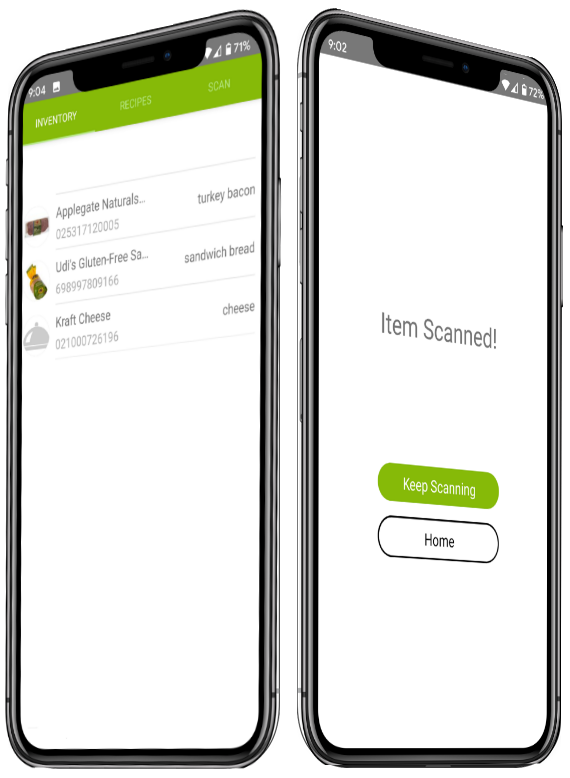 9:04
71%
INVENTORY RECIPES SCAN
Applegate Naturals... turkey bacon
025317120005
Udi's Gluten-Free Sa... sandwich bread
698997809166
Kraft Cheese cheese
021000726196
9:02
72%
Item Scanned!
Keep Scanning
Home